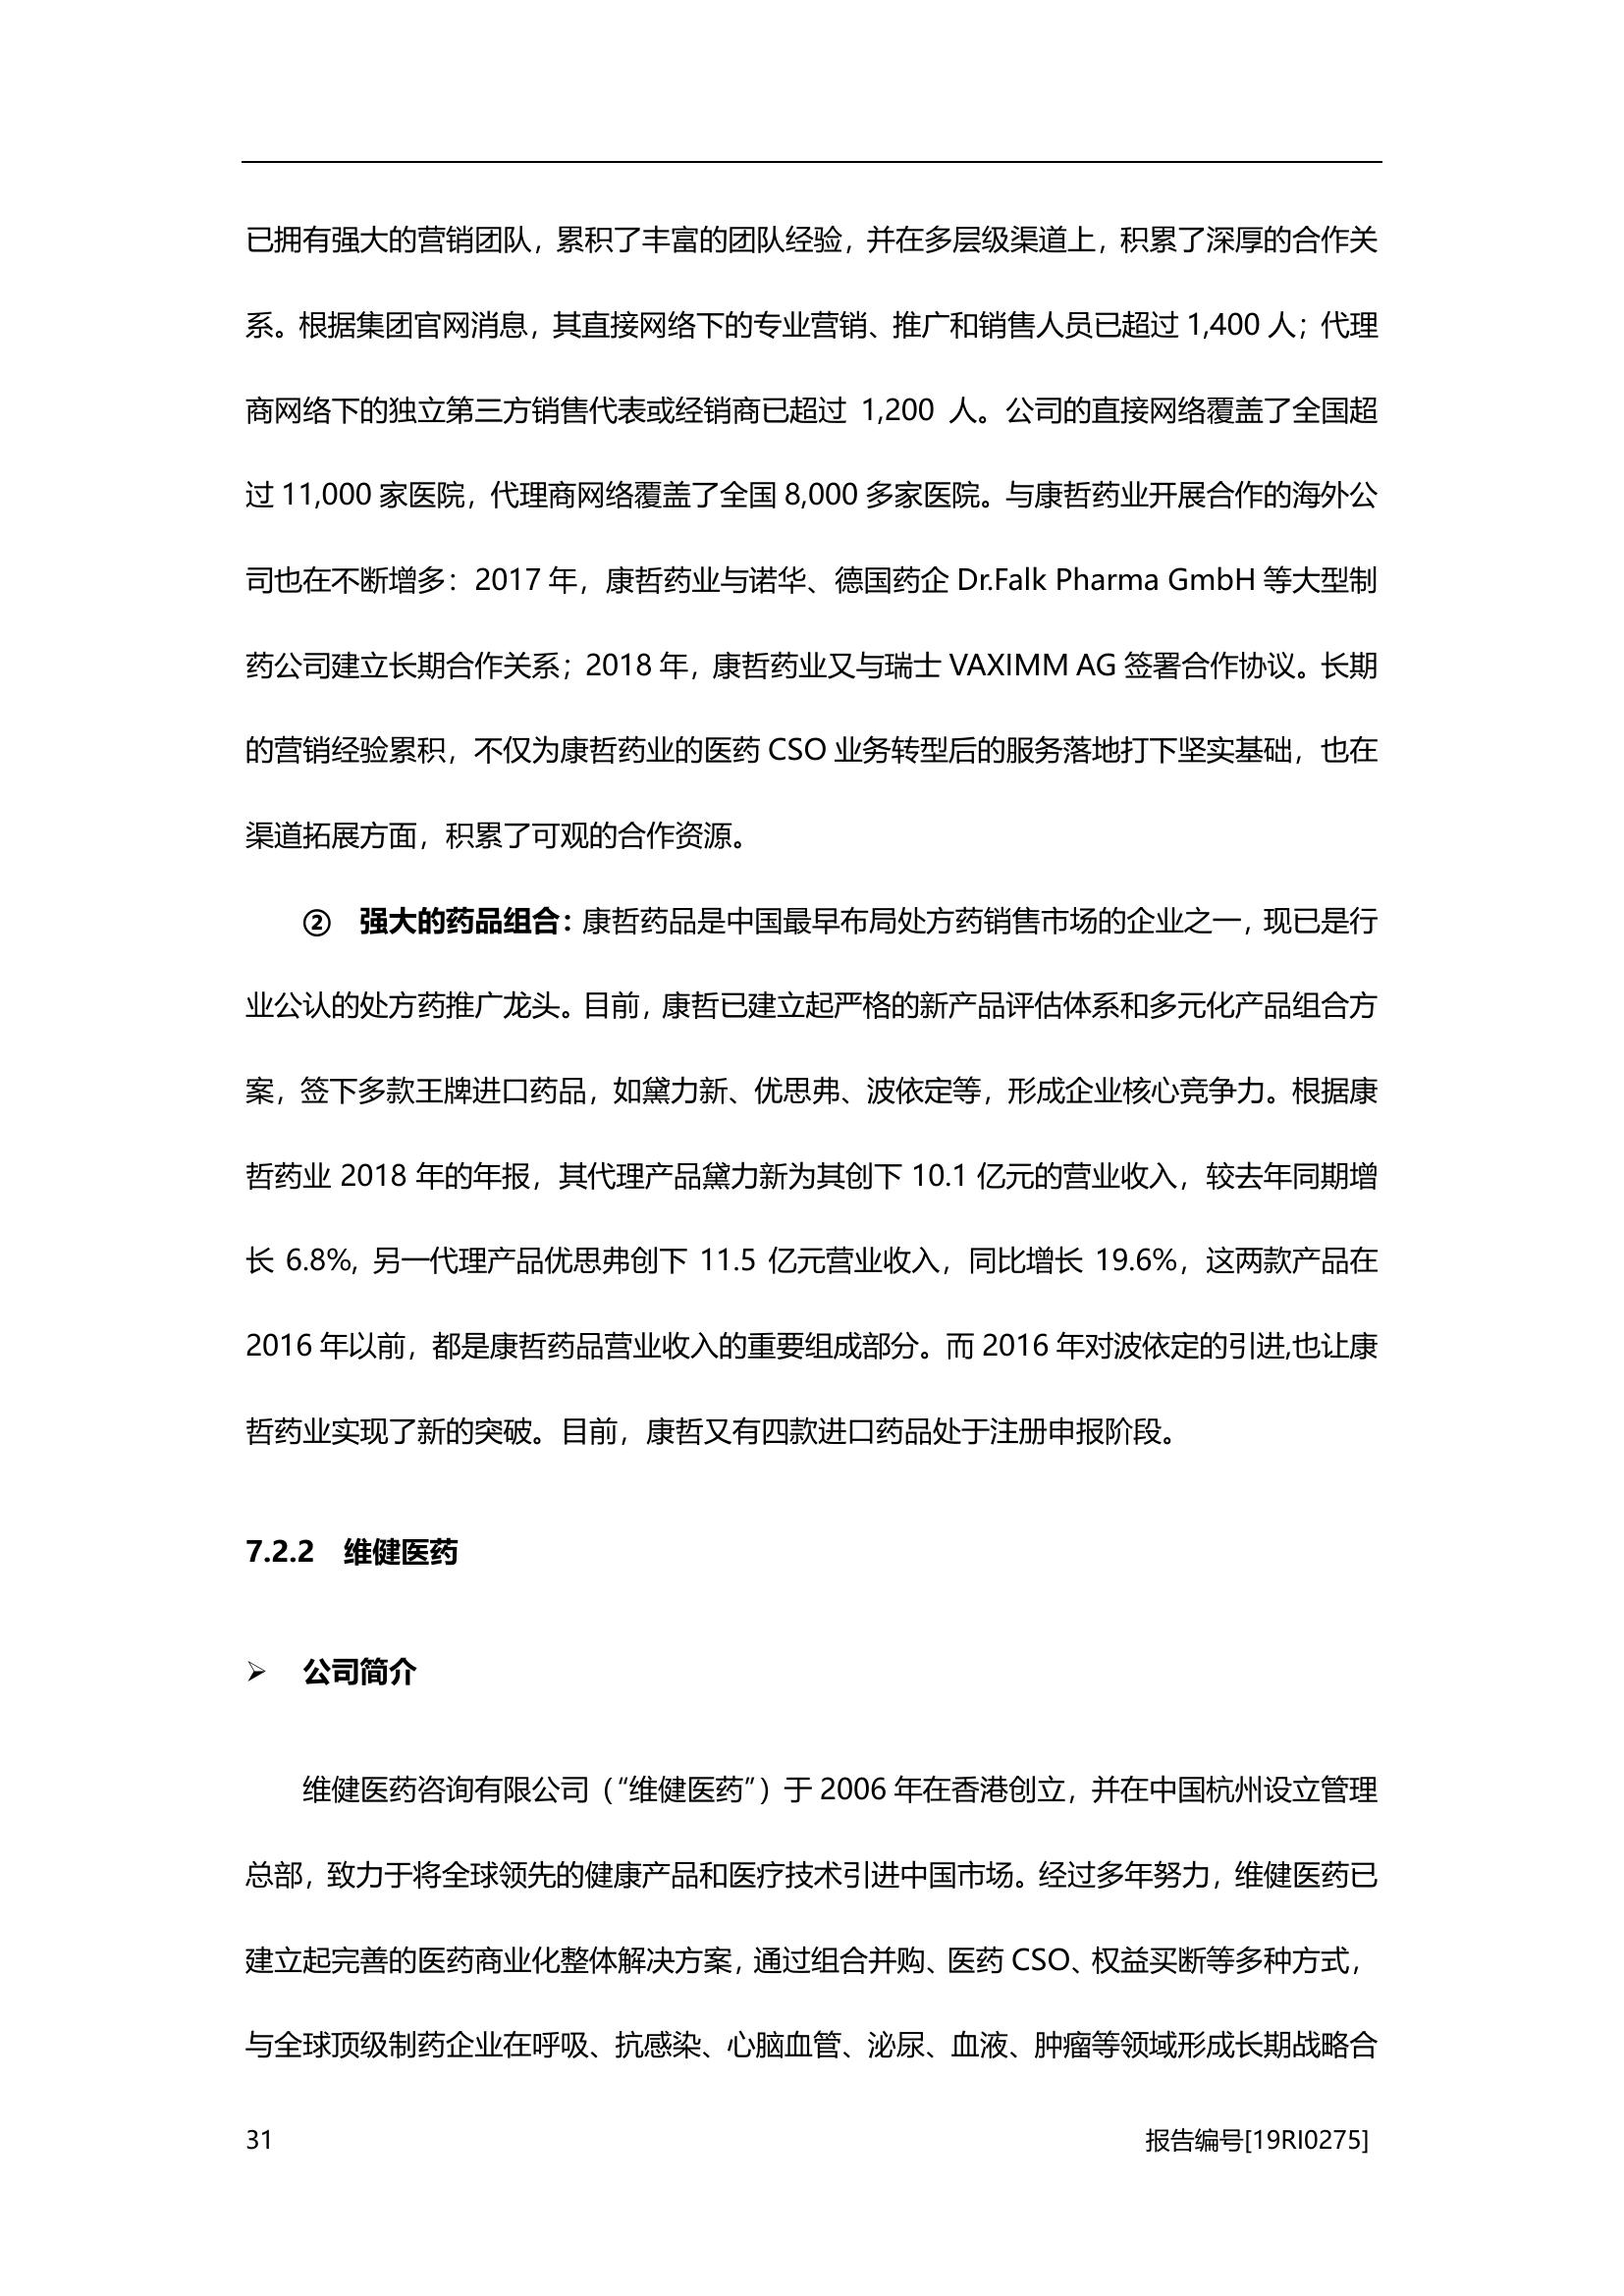 已拥有强大的营销团队，累积了丰富的团队经验，并在多层级渠道上，积累了深厚的合作关
系。根据集团官网消息，其直接网络下的专业营销、推广和销售人员已超过 1,400 人；代理
商网络下的独立第三方销售代表或经销商已超过 1,200 人。公司的直接网络覆盖了全国超
过 11,000 家医院，代理商网络覆盖了全国 8,000 多家医院。与康哲药业开展合作的海外公
司也在不断增多：2017 年，康哲药业与诺华、德国药企 Dr.Falk Pharma GmbH 等大型制
药公司建立长期合作关系；2018 年，康哲药业又与瑞士 VAXIMM AG 签署合作协议。长期
的营销经验累积，不仅为康哲药业的医药 CSO 业务转型后的服务落地打下坚实基础，也在
渠道拓展方面，积累了可观的合作资源。
② 强大的药品组合：康哲药品是中国最早布局处方药销售市场的企业之一，现已是行
业公认的处方药推广龙头。目前，康哲已建立起严格的新产品评估体系和多元化产品组合方
案，签下多款王牌进口药品，如黛力新、优思弗、波依定等，形成企业核心竞争力。根据康
哲药业 2018 年的年报，其代理产品黛力新为其创下 10.1 亿元的营业收入，较去年同期增
长 6.8%, 另一代理产品优思弗创下 11.5 亿元营业收入，同比增长 19.6%，这两款产品在
2016 年以前，都是康哲药品营业收入的重要组成部分。而 2016 年对波依定的引进,也让康
哲药业实现了新的突破。目前，康哲又有四款进口药品处于注册申报阶段。
7.2.2 维健医药
➢ 公司简介
维健医药咨询有限公司（“维健医药”）于 2006 年在香港创立，并在中国杭州设立管理
总部，致力于将全球领先的健康产品和医疗技术引进中国市场。经过多年努力，维健医药已
建立起完善的医药商业化整体解决方案，通过组合并购、医药 CSO、权益买断等多种方式，
与全球顶级制药企业在呼吸、抗感染、心脑血管、泌尿、血液、肿瘤等领域形成长期战略合
31 报告编号[19RI0275]